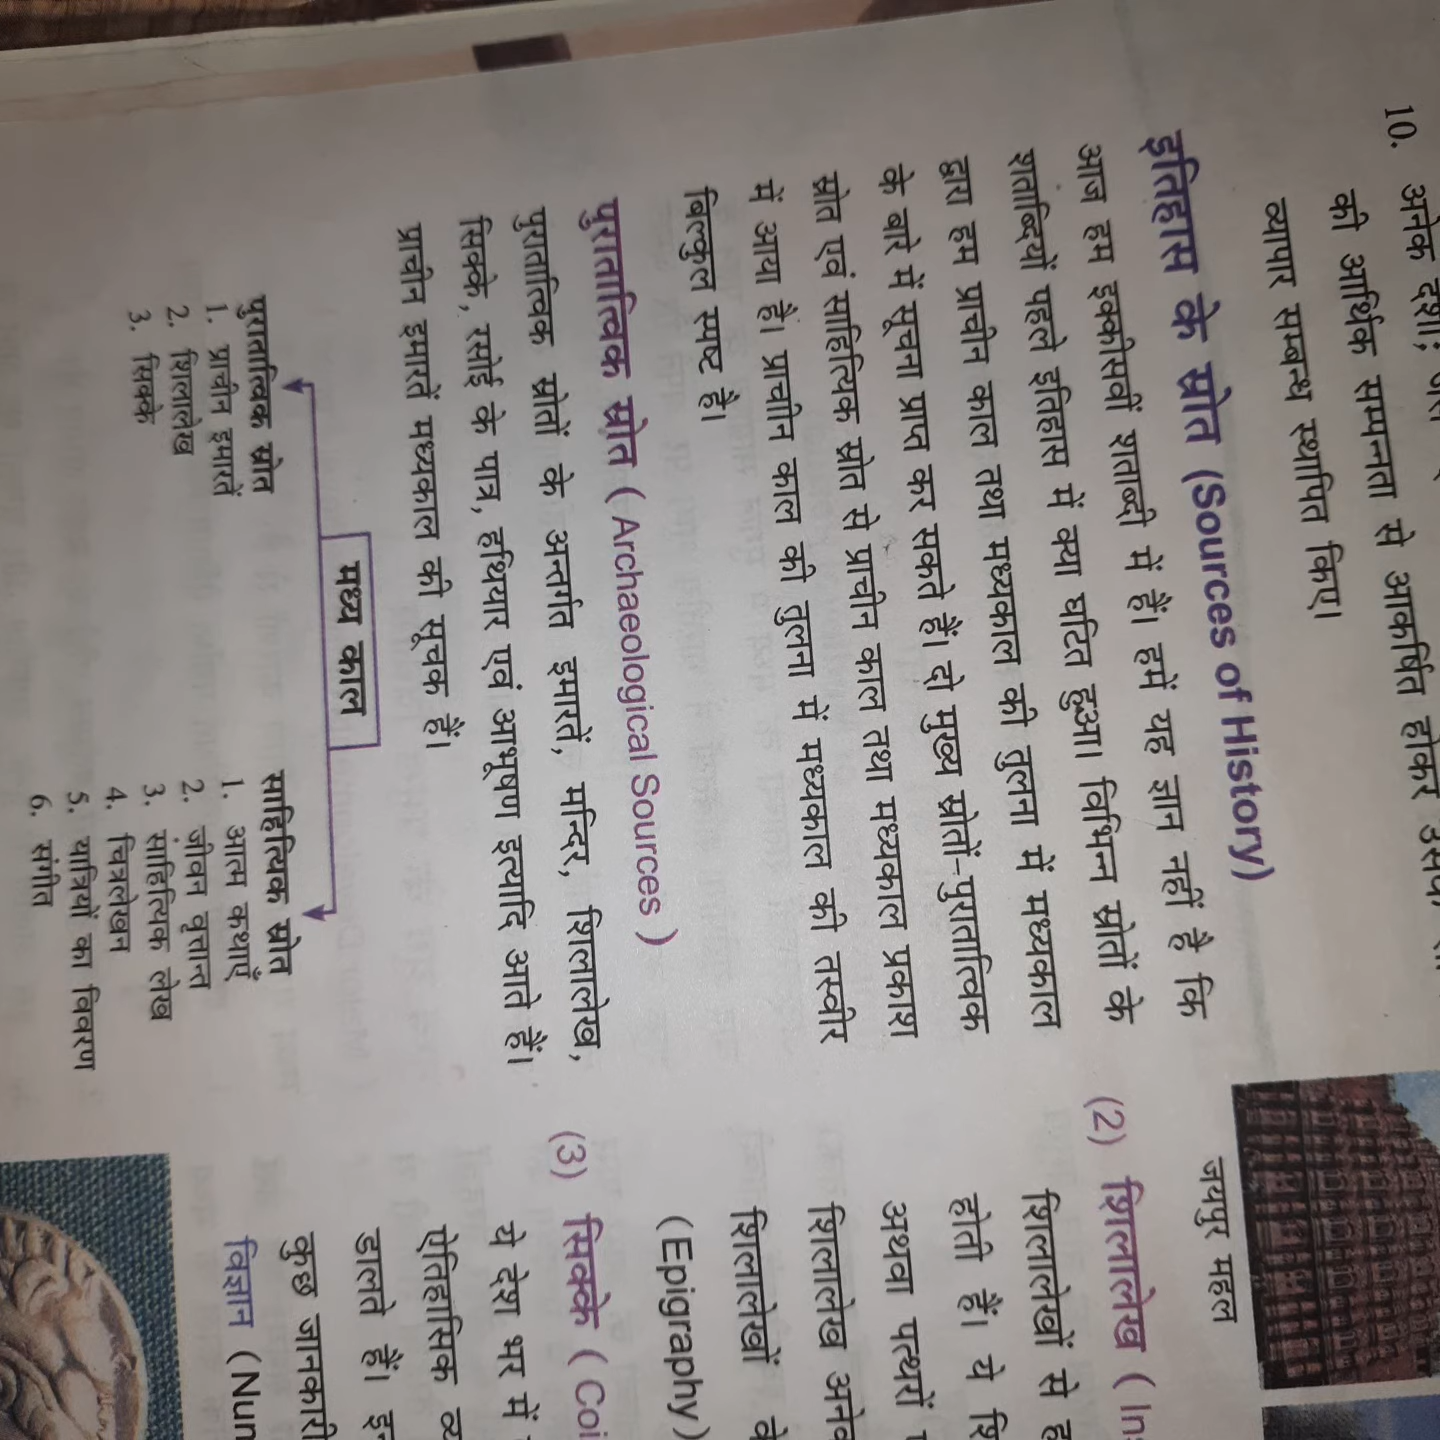 10. अनेक देशों;
की आर्थिक सम्पन्नता से आकर्षित होकर
व्यापार सम्बन्ध स्थापित किए।
इतिहास के स्रोत (Sources of History)
आज हम इक्कीसवीं शताब्दी में हैं। हमें यह ज्ञान नहीं है कि
शताब्दियों पहले इतिहास में क्या घटित हुआ। विभिन्न स्रोतों के
द्वारा हम प्राचीन काल तथा मध्यकाल की तुलना में मध्यकाल
के बारे में सूचना प्राप्त कर सकते हैं। दो मुख्य स्रोतों-पुरातात्विक
स्रोत एवं साहित्यिक स्रोत से प्राचीन काल तथा मध्यकाल प्रकाश
में आया है। प्राचीन काल की तुलना में मध्यकाल की तस्वीर
बिल्कुल स्पष्ट है।
पुरातात्विक स्रोत ( Archaeological Sources )
पुरातात्विक स्रोतों के अन्तर्गत इमारतें, मन्दिर, शिलालेख,
सिक्के, रसोई के पात्र, हथियार एवं आभूषण इत्यादि आते हैं।
प्राचीन इमारतें मध्यकाल की सूचक हैं।
मध्य काल
पुरातात्विक स्रोत
1. प्राचीन इमारतें
2. शिलालेख
3. सिक्के
साहित्यिक स्रोत
1. आत्म कथाएँ
2. जीवन वृत्तान्त
3. साहित्यिक लेख
4. चित्रलेखन
5. यात्रियों का विवरण
6. संगीत
जयपुर महल
(2) शिलालेख ( Ins
शिलालेखों से ह
होती हैं। ये शि
अथवा पत्थरों
शिलालेख अनेक
शिलालेखों के
(Epigraphy)
(3) सिक्के ( Coi
ये देश भर में
ऐतिहासिक व्य
डालते हैं। इन
कुछ जानकारी
विज्ञान (Num